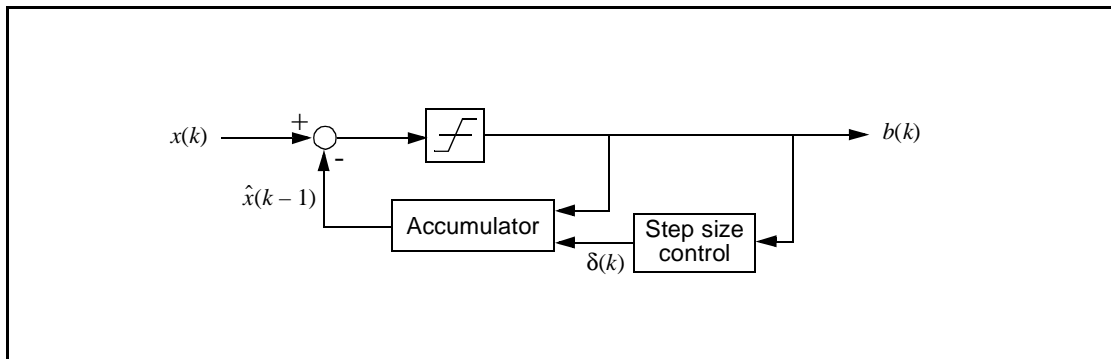 x(k)
+
-
b(k)
x̂(k – 1)
Accumulator
Step size
control
δ(k)